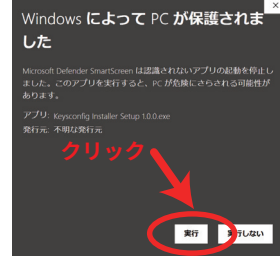 Windows によって PC が保護されま
した
Microsoft Defender SmartScreen は認識されないアプリの起動を停止し
ました。このアプリを実行すると、PC が危険にさらされる可能性が
あります。
アプリ: Keysconfig Installer Setup 1.0.0.exe
発行元: 不明な発行元
クリック
実行
実行しない